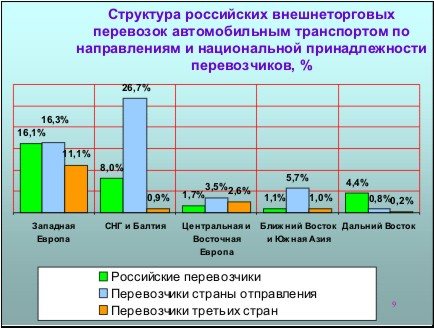 Структура российских внешнеторговых
перевозок автомобильным транспортом по
направлениям и национальной принадлежности
перевозчиков, %
26,7%
16,3%
16,1%
11,1%
8,0%
0,9%
1,7%
3,5%
2,6%
1,1%
5,7%
1,0%
4,4%
0,8%
0,2%
Западная
Европа
СНГ и Балтия
Центральная и
Восточная
Европа
Ближний Восток
и Южная Азия
Дальний Восток
Российские перевозчики
Перевозчики страны отправления
Перевозчики третьих стран
9